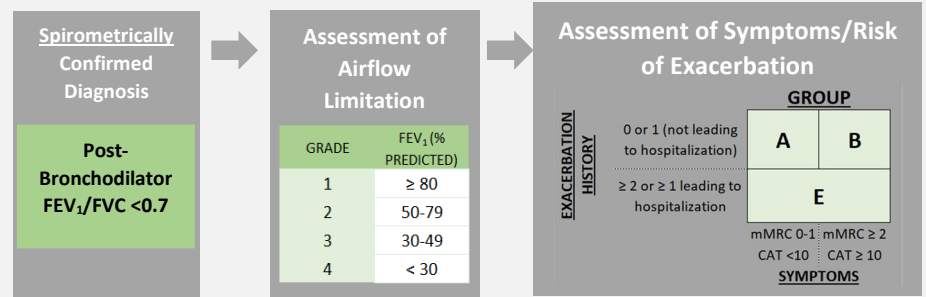 Spirometrically
Confirmed
Diagnosis
Post-
Bronchodilator
FEV₁/FVC <0.7
Assessment of
Airflow
Limitation
GRADE
FEV₁ (%
PREDICTED)
1 ≥ 80
2 50-79
3 30-49
4 < 30
Assessment of Symptoms/Risk
of Exacerbation
GROUP
EXACERBATION
HISTORY
0 or 1 (not leading
to hospitalization)
A B
≥ 2 or ≥ 1 leading to
hospitalization
E
mMRC 0-1 mMRC ≥ 2
CAT <10 CAT ≥ 10
SYMPTOMS